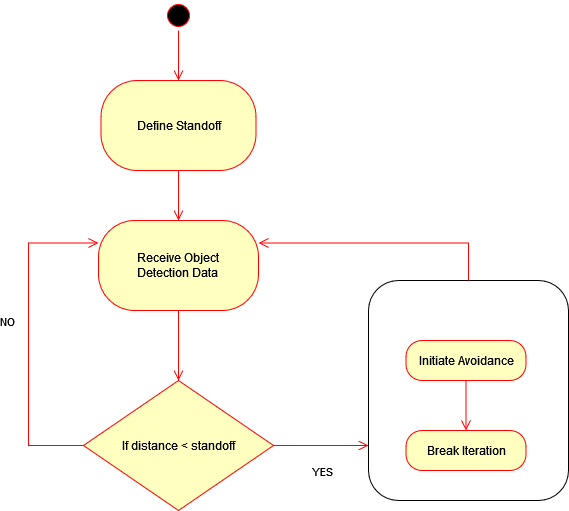 Define Standoff
Receive Object
Detection Data
NO
Initiate Avoidance
If distance < standoff
Break Iteration
YES